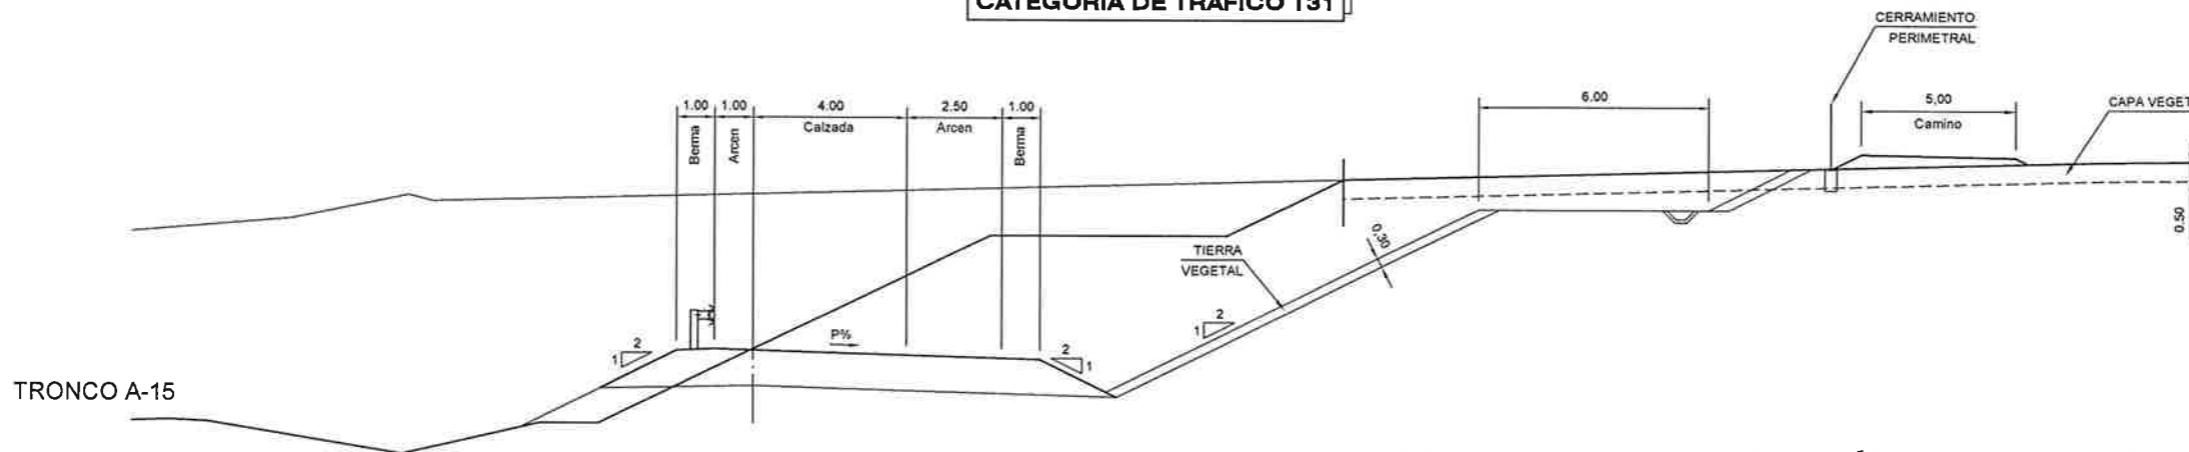 CATEGORIA DE TRAFICO T31
CERRAMIENTO
PERIMETRAL
1.00 1.00 4.00 2.50 1.00
Berma
Arcen
Calzada
Arcen
Berma
6.00
5,00
Camino
0.50
TIERRA
VEGETAL
0,30
P%
2
1
2
1
2
1
TRONCO A-15